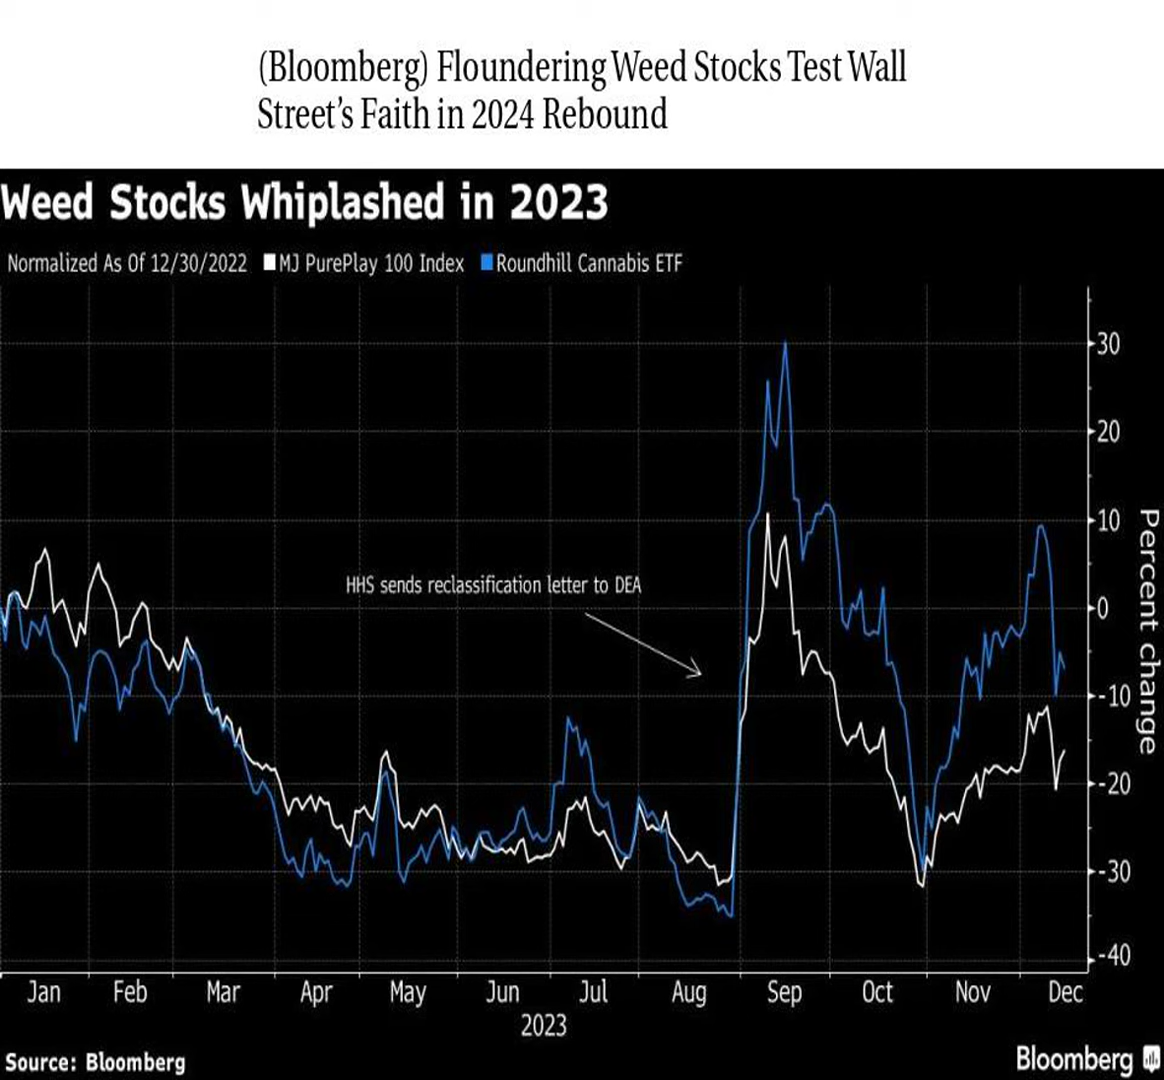 (Bloomberg) Floundering Weed Stocks Test Wall
Street's Faith in 2024 Rebound
Weed Stocks Whiplashed in 2023
Normalized As Of 12/30/2022 MJ PurePlay 100 Index Roundhill Cannabis ETF
30
20
10
HHS sends reclassification letter to DEA
0
-10
-20
-30
-40
Percent change
Jan Feb Mar Apr May Jun Jul Aug Sep Oct Nov Dec
2023
Source: Bloomberg
Bloomberg